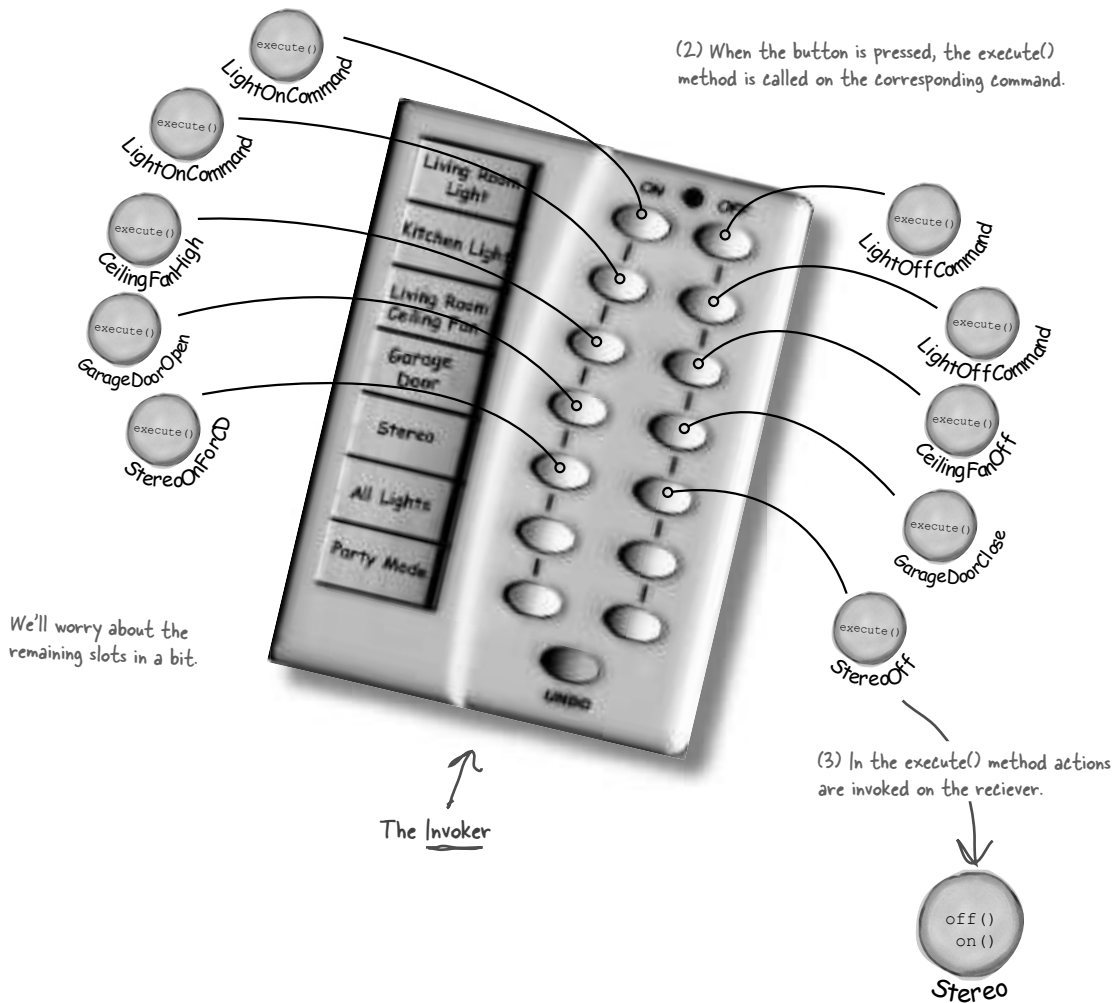 execute()
LightOnCommand
(2) When the button is pressed, the execute()
method is called on the corresponding command.
execute()
LightOnCommand
execute()
CeilingFanHigh
execute()
GarageDoorOpen
execute()
StereoOnForCD
Living Room
Light
Kitchen Light
Living Room
Ceiling Fan
Garage
Door
Stereo
All Lights
Party Mode
ON
OFF
UNDO
execute()
LightOffCommand
execute()
LightOffCommand
execute()
CeilingFanOff
execute()
GarageDoorClose
execute()
StereoOff
We'll worry about the
remaining slots in a bit.
The Invoker
(3) In the execute() method actions
are invoked on the reciever.
off()
on()
Stereo